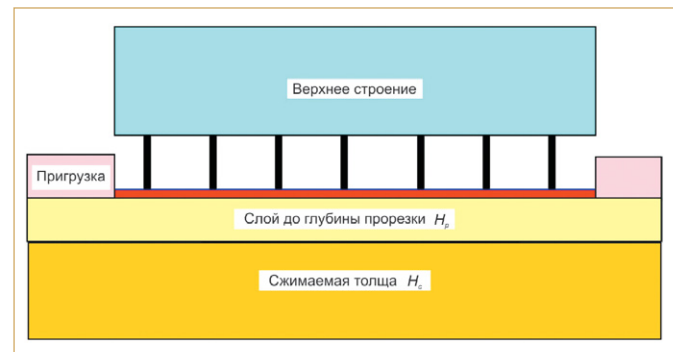 Верхнее строение
Пригрузка
Слой до глубины прорезки Hр
Сжимаемая толща Hс